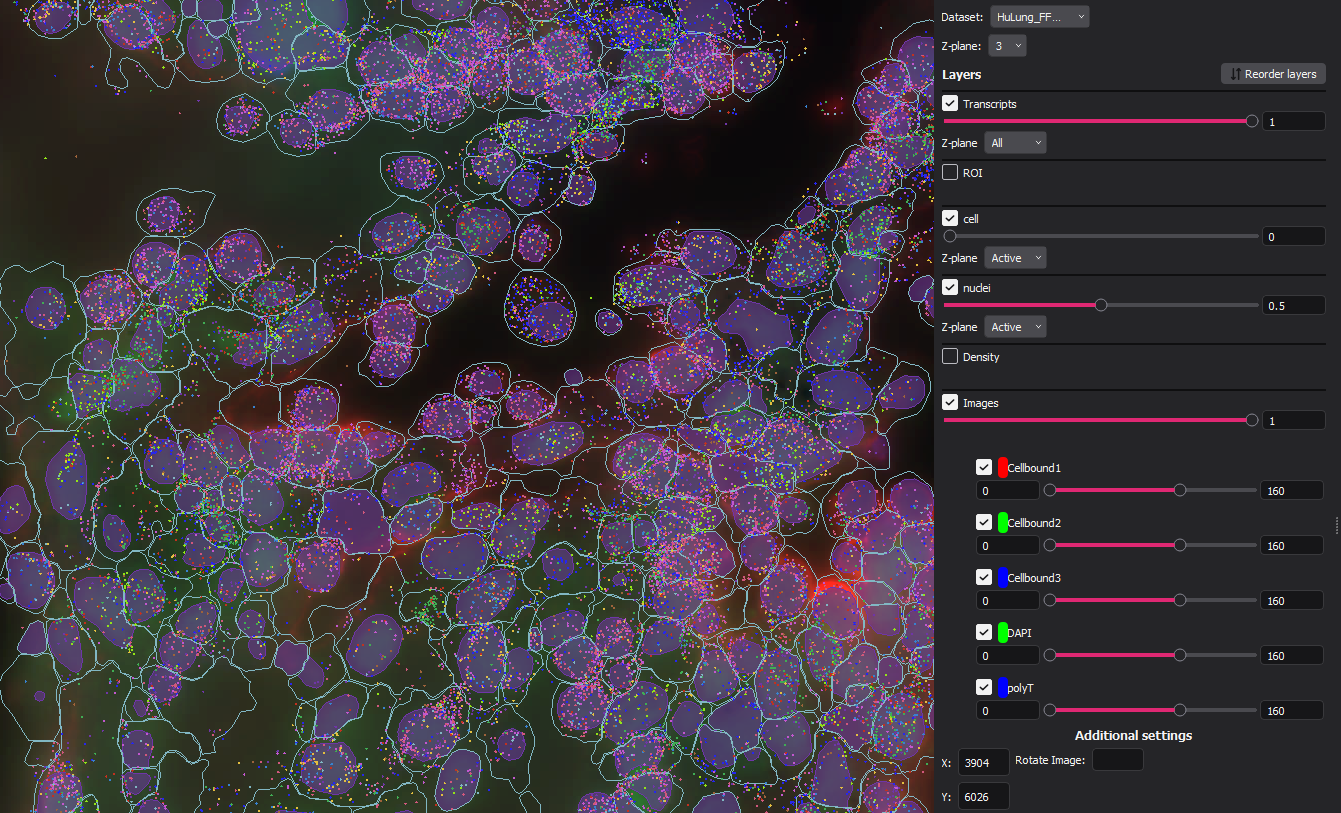 Dataset: HuLung_FF...
Z-plane: 3
Layers Reorder layers
Transcripts
1
Z-plane All
ROI
cell
0
Z-plane Active
nuclei
0.5
Z-plane Active
Density
Images
1
Cellbound1
0 160
Cellbound2
0 160
Cellbound3
0 160
DAPI
0 160
polyT
0 160
Additional settings
X: 3904 Rotate Image:
Y: 6026